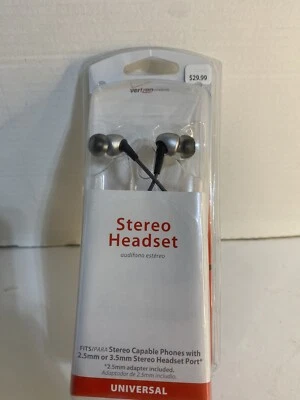 $29.99
verizon
Stereo
Headset
audífono estéreo
FITS/PARA Stereo Capable Phones with
2.5mm or 3.5mm Stereo Headset Port*
*2.5mm adapter included.
Adaptador de 2.5mm incluido.
UNIVERSAL